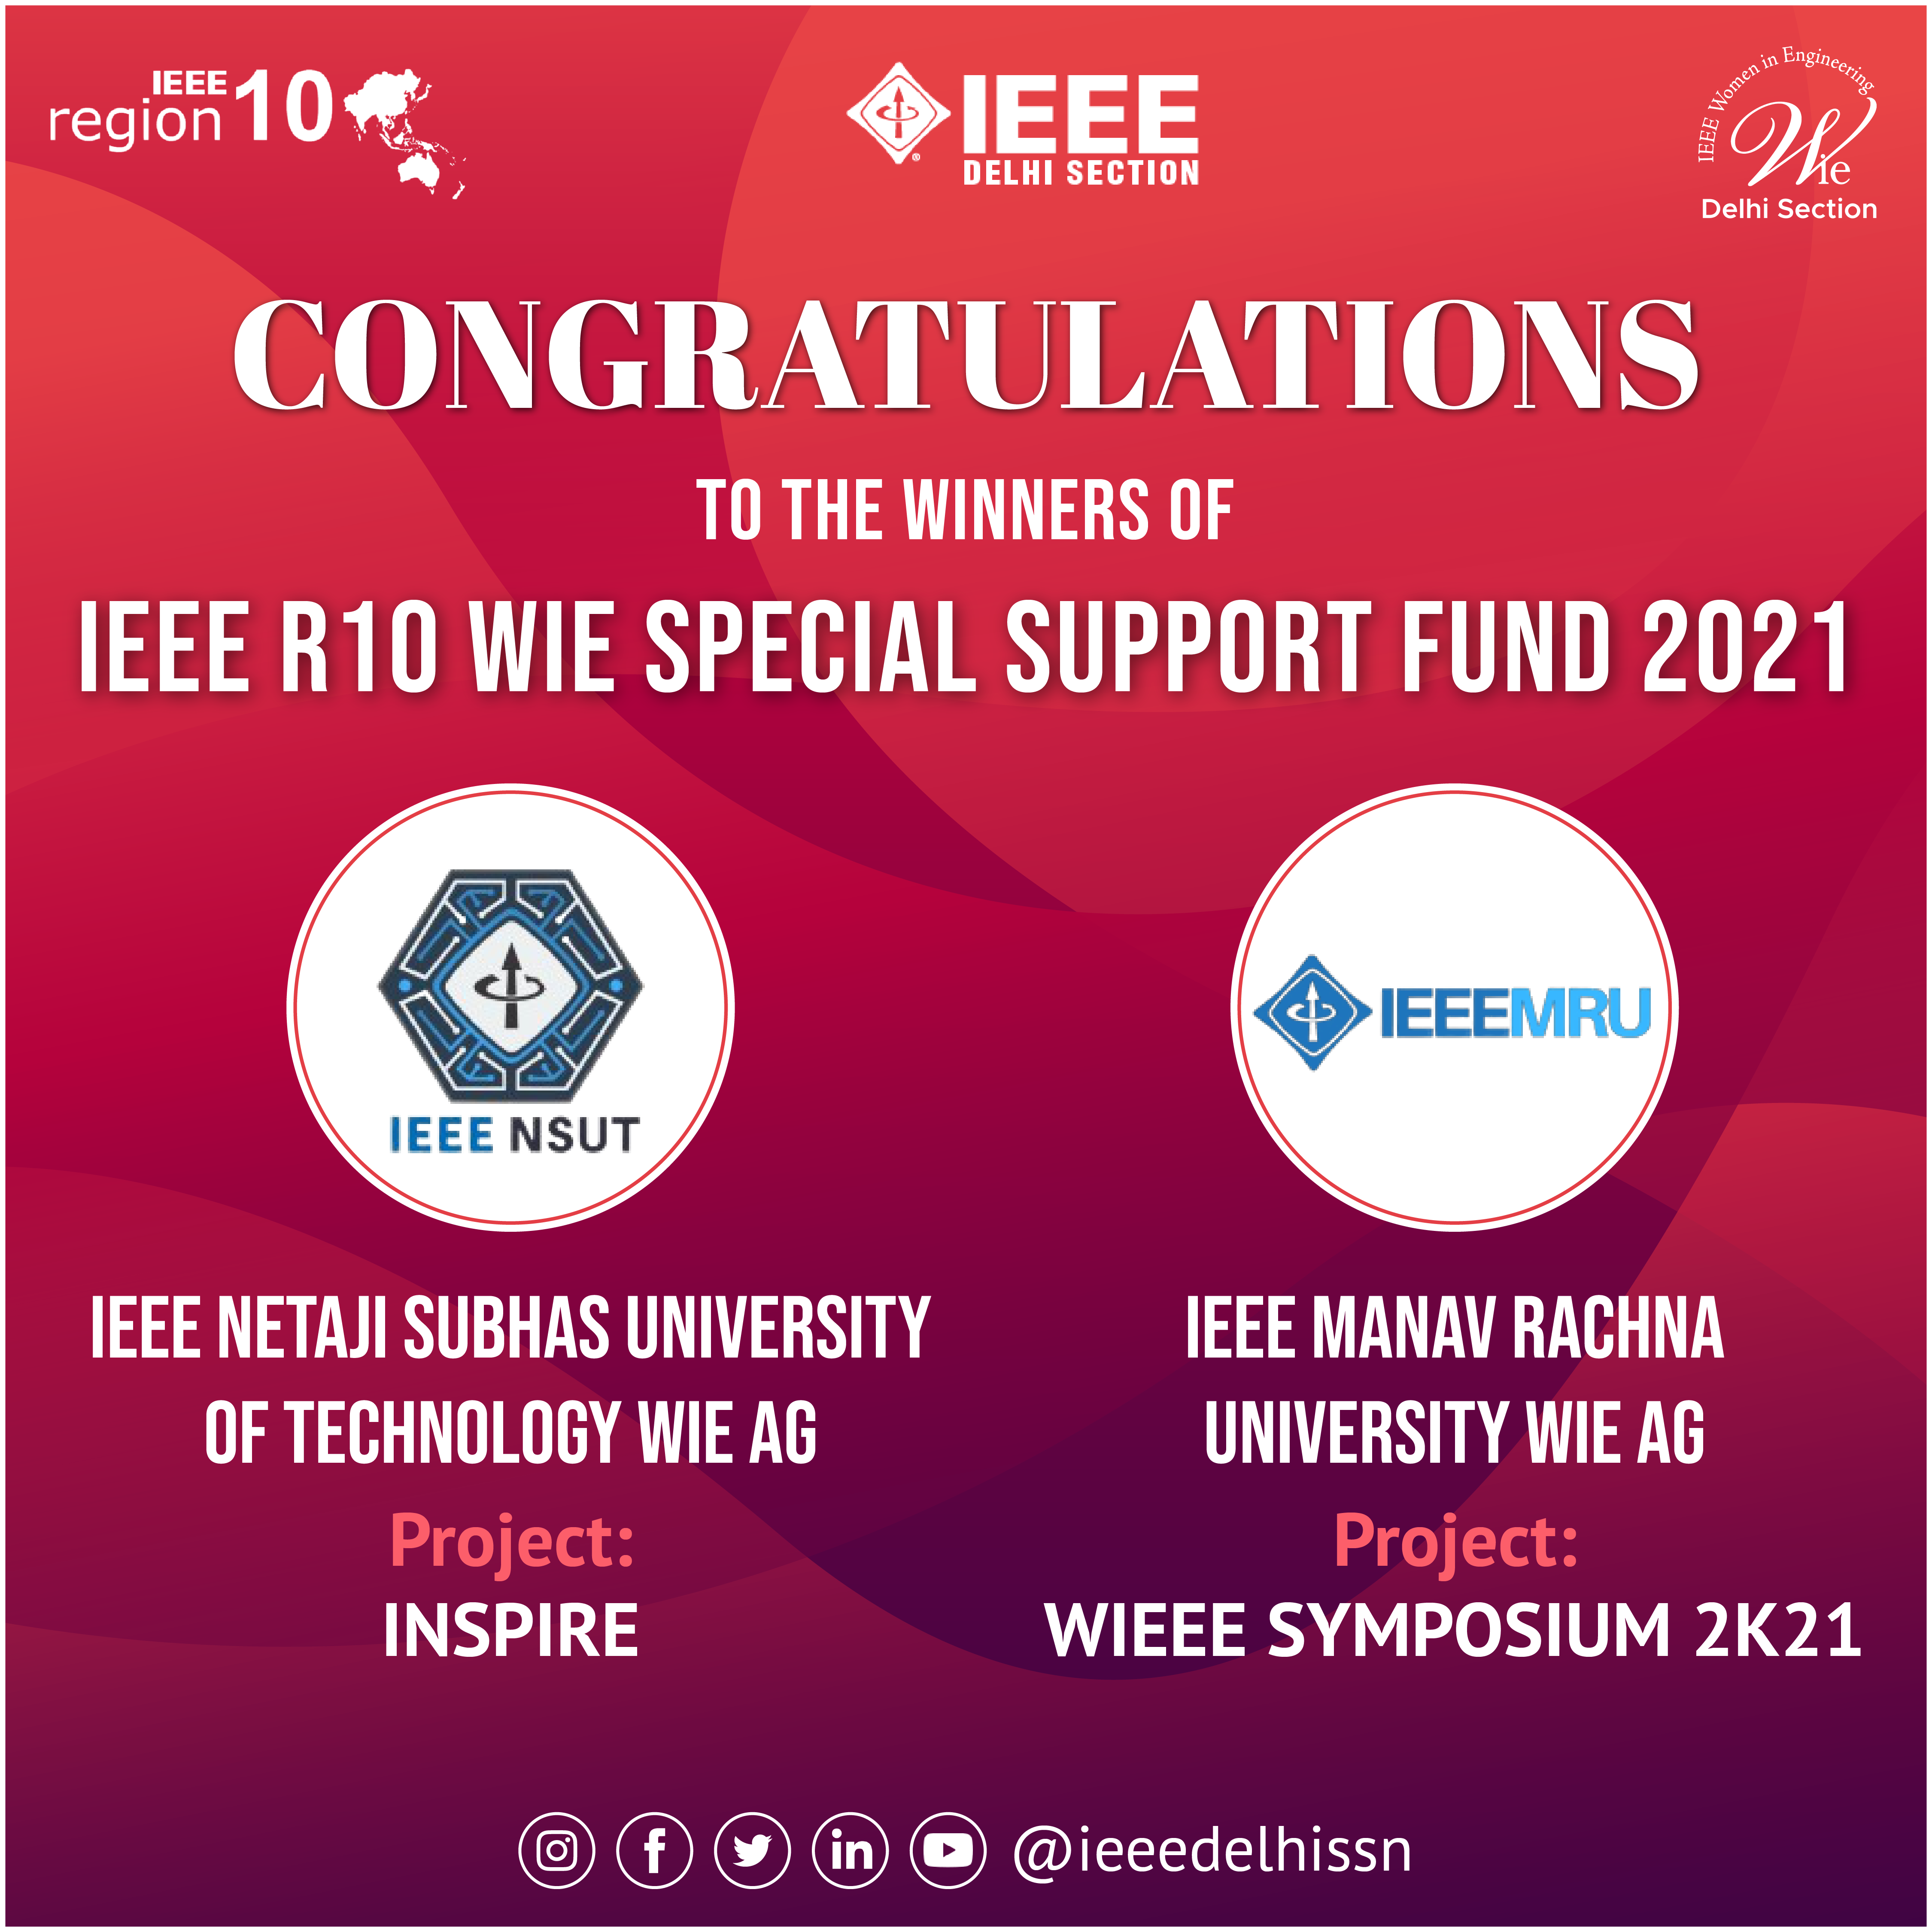 IEEE
region 10
IEEE
DELHI SECTION
IEEE Women in Engineering
Wie
Delhi Section
CONGRATULATIONS
TO THE WINNERS OF
IEEE R10 WIE SPECIAL SUPPORT FUND 2021
IEEE NSUT
IEEEMRU
IEEE NETAJI SUBHAS UNIVERSITY
OF TECHNOLOGY WIE AG
Project:
INSPIRE
IEEE MANAV RACHNA
UNIVERSITY WIE AG
Project:
WIEEE SYMPOSIUM 2K21
@ieeedelhissn